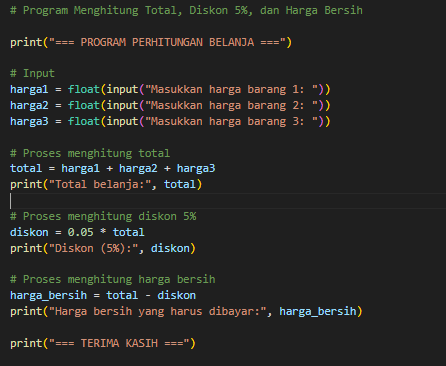 # Program Menghitung Total, Diskon 5%, dan Harga Bersih
print("=== PROGRAM PERHITUNGAN BELANJA ===")
# Input
harga1 = float(input("Masukkan harga barang 1: "))
harga2 = float(input("Masukkan harga barang 2: "))
harga3 = float(input("Masukkan harga barang 3: "))
# Proses menghitung total
total = harga1 + harga2 + harga3
print("Total belanja:", total)
# Proses menghitung diskon 5%
diskon = 0.05 * total
print("Diskon (5%):", diskon)
# Proses menghitung harga bersih
harga_bersih = total - diskon
print("Harga bersih yang harus dibayar:", harga_bersih)
print("=== TERIMA KASIH ===")